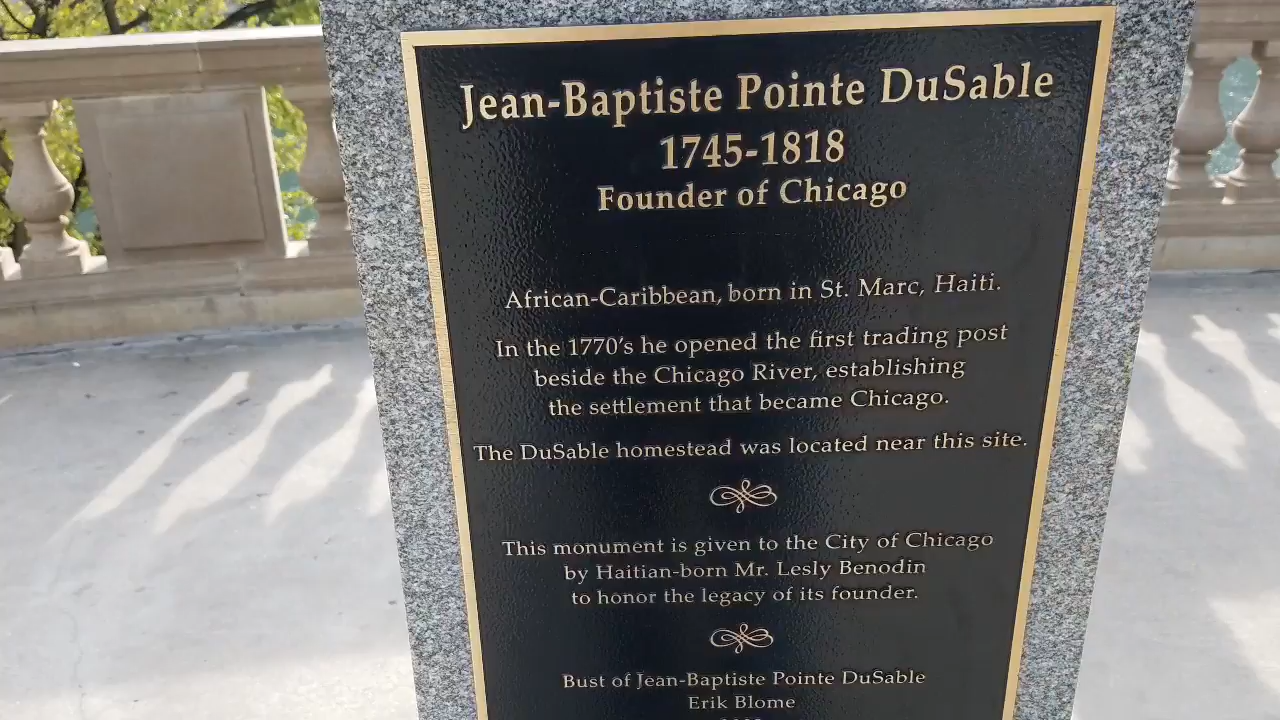 Jean-Baptiste Pointe DuSable
1745-1818
Founder of Chicago
African-Caribbean, born in St. Marc, Haiti.
In the 1770's he opened the first trading post
beside the Chicago River, establishing
the settlement that became Chicago.
The DuSable homestead was located near this site.
This monument is given to the City of Chicago
by Haitian-born Mr. Lesly Benodin
to honor the legacy of its founder.
Bust of Jean-Baptiste Pointe DuSable
Erik Blome